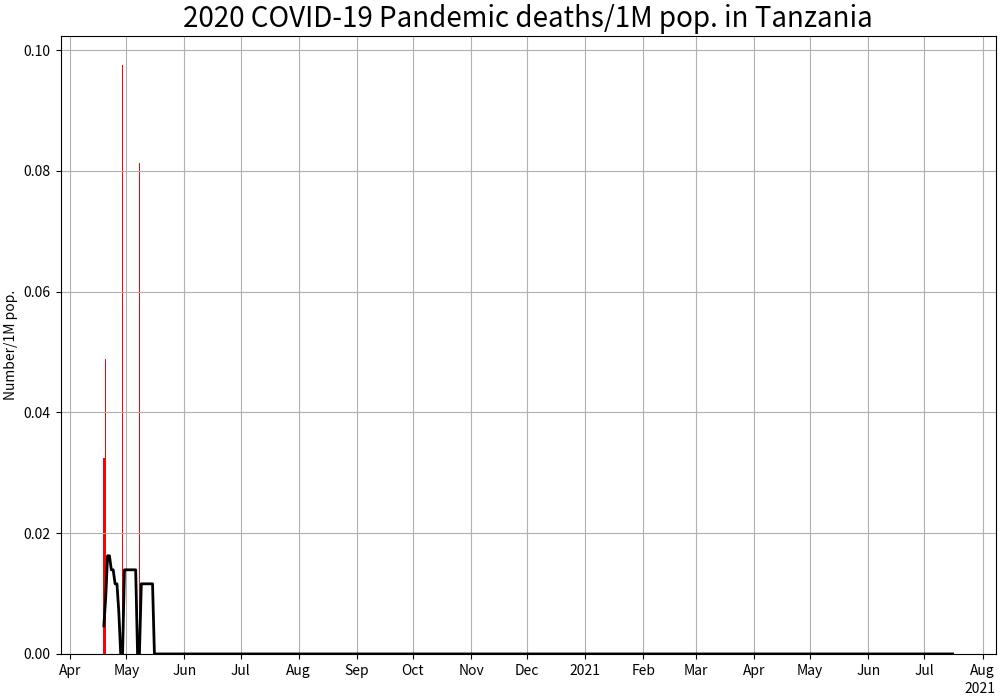 2020 COVID-19 Pandemic deaths/1M pop. in Tanzania
Number/1M pop.
0.10
0.08
0.06
0.04
0.02
0.00
Apr May Jun Jul Aug Sep Oct Nov Dec 2021 Feb Mar Apr May Jun Jul Aug
2021